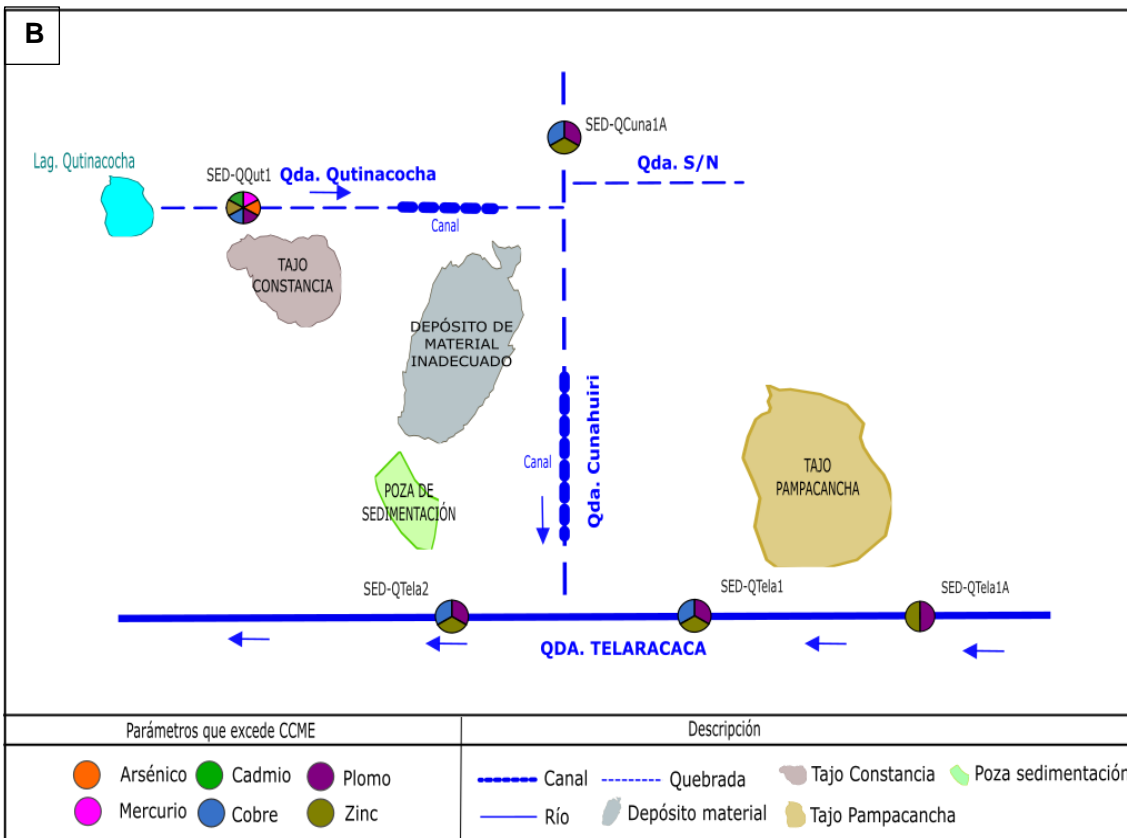 B
SED-QCuna1A
Lag. Qutinacocha
SED-QQut1
Qda. Qutinacocha
Qda. S/N
Canal
TAJO
CONSTANCIA
DEPÓSITO DE
MATERIAL
INADECUADO
Canal
Qda. Cunahuiri
TAJO
PAMPACANCHA
POZA DE
SEDIMENTACIÓN
SED-QTela2
SED-QTela1
SED-QTela1A
QDA. TELARACACA
Parámetros que excede CCME
Descripción
Arsénico
Cadmio
Plomo
Mercurio
Cobre
Zinc
Canal
Quebrada
Tajo Constancia
Poza sedimentación
Río
Depósito material
Tajo Pampacancha